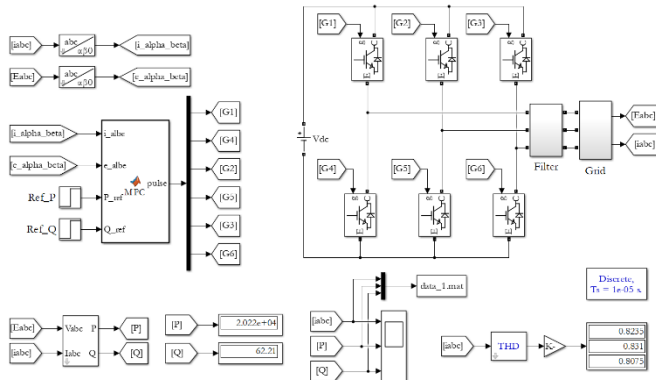 [iabc]
abc
αβ0
[i_alpha_beta]
[Eabc]
abc
αβ0
[e_alpha_beta]
[i_alpha_beta]
[e_alpha_beta]
Ref_P
Ref_Q
i_albe
e_albe
P_ref
Q_ref
MPC
pulse
[G1]
[G4]
[G2]
[G5]
[G3]
[G6]
[G1]
[G2]
[G3]
g C
g C
g C
E
E
E
Vdc
[G4]
[G5]
[G6]
g C
g C
g C
E
E
E
Filter
Grid
[Eabc]
[iabc]
[Eabc]
[iabc]
Vabc P
Iabc Q
[P]
[Q]
[P]
2.022e+04
[Q]
62.21
data_1.mat
[iabc]
[P]
[Q]
Discrete,
Ts = 1e-05 s.
[iabc]
THD
K-
0.8235
0.831
0.8075